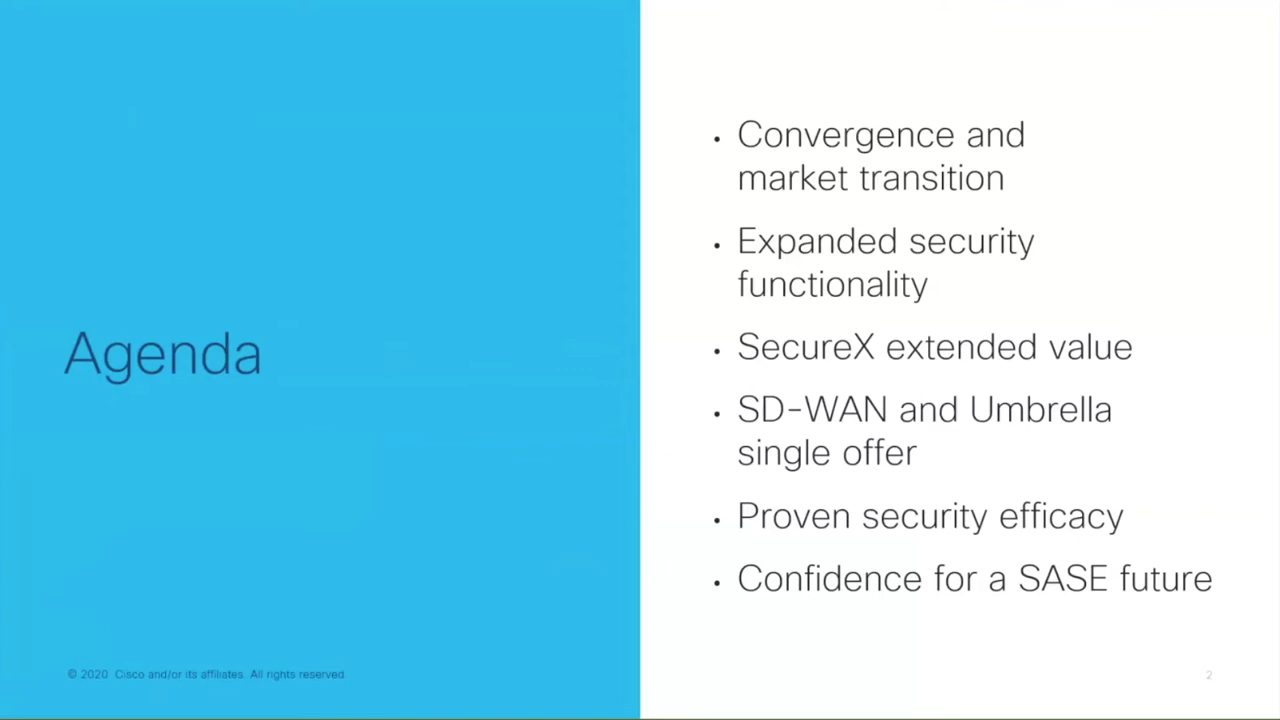 Agenda
• Convergence and
market transition
• Expanded security
functionality
• SecureX extended value
• SD-WAN and Umbrella
single offer
• Proven security efficacy
• Confidence for a SASE future
© 2020 Cisco and/or its affiliates. All rights reserved
2